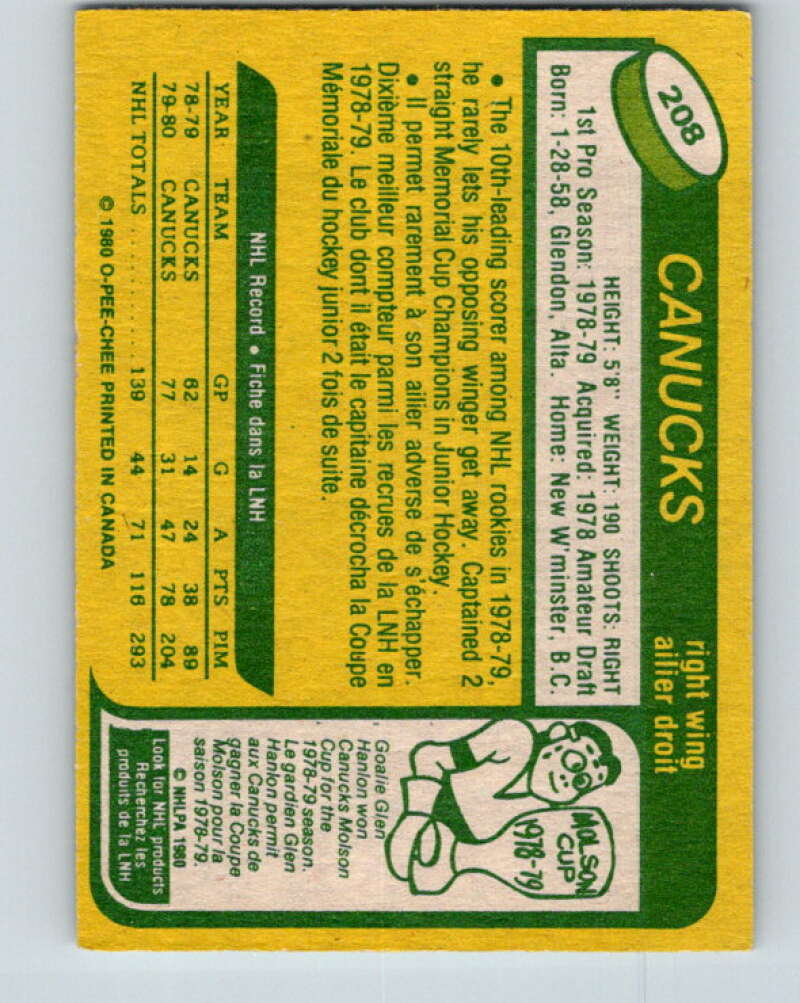 208
CANUCKS
right wing
ailier droit
HEIGHT: 5'8" WEIGHT: 190 SHOOTS: RIGHT
1st Pro Season: 1978-79 Acquired: 1978 Amateur Draft
Born: 1-28-58, Glendon, Alta. Home: New W'minster, B.C.
• The 10th-leading scorer among NHL rookies in 1978-79,
he rarely lets his opposing winger get away. Captained 2
straight Memorial Cup Champions in Junior Hockey.
• Il permet rarement à son ailier adverse de s'échapper.
Dixième meilleur compteur parmi les recrues de la LNH en
1978-79. Le club dont il était le capitaine décrocha la Coupe
Mémoriale du hockey junior 2 fois de suite.
NHL Record • Fiche dans la LNH
YEAR TEAM GP G A PTS PIM
78-79 CANUCKS 62 14 24 38 89
79-80 CANUCKS 77 31 47 78 204
NHL TOTALS .......... 139 44 71 116 293
© 1980 O-PEE-CHEE PRINTED IN CANADA
MOLSON
CUP
1978-79
Goalie Glen
Hanlon won
Canucks Molson
Cup for the
1978-79 season.
Le gardien Glen
Hanlon permit
aux Canucks de
gagner la Coupe
Molson pour la
saison 1978-79.
© NHLPA 1980
Look for NHL products
Recherchez les
produits de la LNH